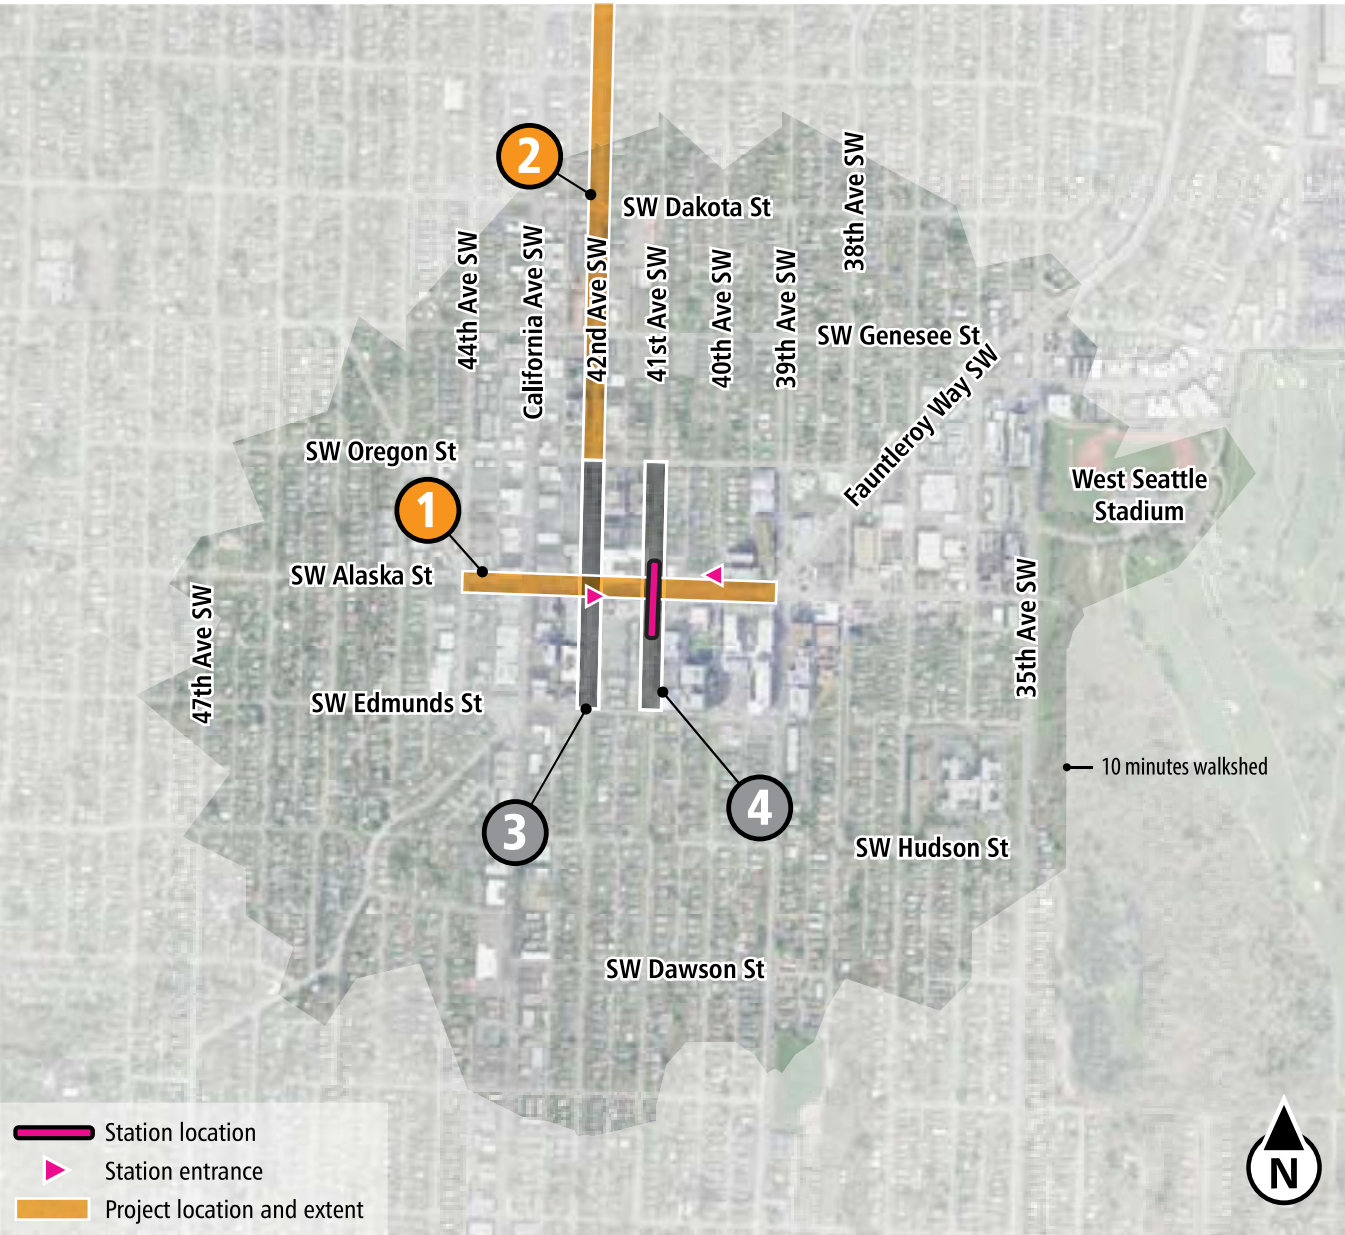 2
SW Dakota St
38th Ave SW
44th Ave SW
California Ave SW
42nd Ave SW
41st Ave SW
40th Ave SW
39th Ave SW
SW Genesee St
Fauntleroy Way SW
SW Oregon St
West Seattle
Stadium
1
SW Alaska St
47th Ave SW
35th Ave SW
SW Edmunds St
10 minutes walkshed
3
4
SW Hudson St
SW Dawson St
Station location
Station entrance
Project location and extent
N